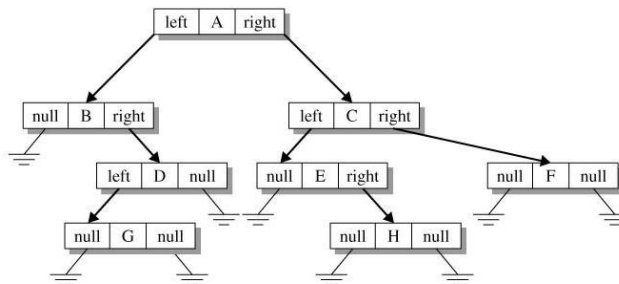 left A right
null B right
left C right
left D null
null E right
null F null
null G null
null H null